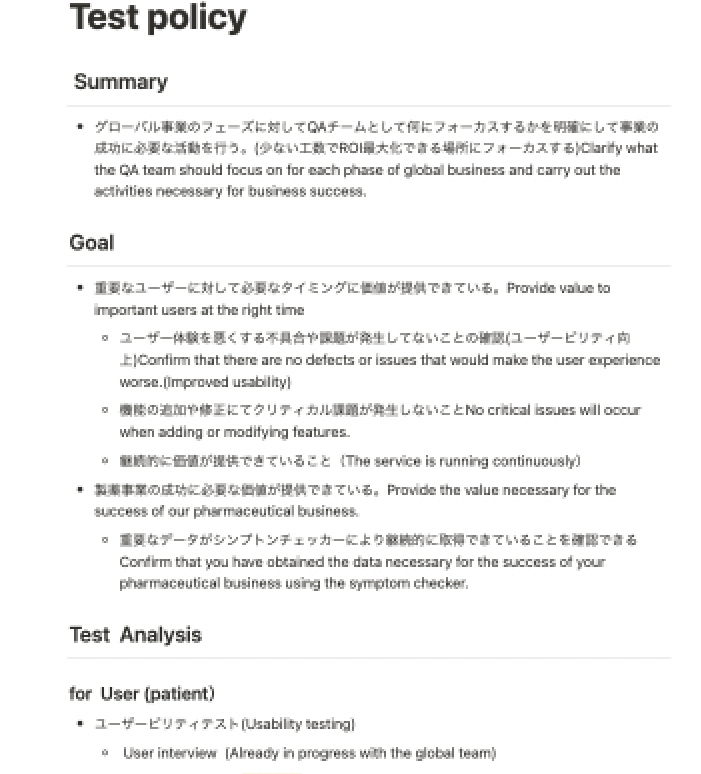 Test policy
Summary
• グローバル事業のフェーズに対してQAチームとして何にフォーカスするかを明確にして事業の
成功に必要な活動を行う。(少ない工数でROI最大化できる場所にフォーカスする)Clarify what
the QA team should focus on for each phase of global business and carry out the
activities necessary for business success.
Goal
• 重要なユーザーに対して必要なタイミングに価値が提供できている。Provide value to
important users at the right time
◦ ユーザー体験を悪くする不具合や課題が発生してないことの確認(ユーザービリティ向
上)Confirm that there are no defects or issues that would make the user experience
worse.(Improved usability)
◦ 機能の追加や修正にてクリティカル課題が発生しないことNo critical issues will occur
when adding or modifying features.
◦ 継続的に価値が提供できていること（The service is running continuously）
• 製薬事業の成功に必要な価値が提供できている。Provide the value necessary for the
success of our pharmaceutical business.
◦ 重要なデータがシンプトンチェッカーにより継続的に取得できていることを確認できる
Confirm that you have obtained the data necessary for the success of your
pharmaceutical business using the symptom checker.
Test Analysis
for User (patient）
• ユーザービリティテスト(Usability testing)
◦ User interview（Already in progress with the global team)